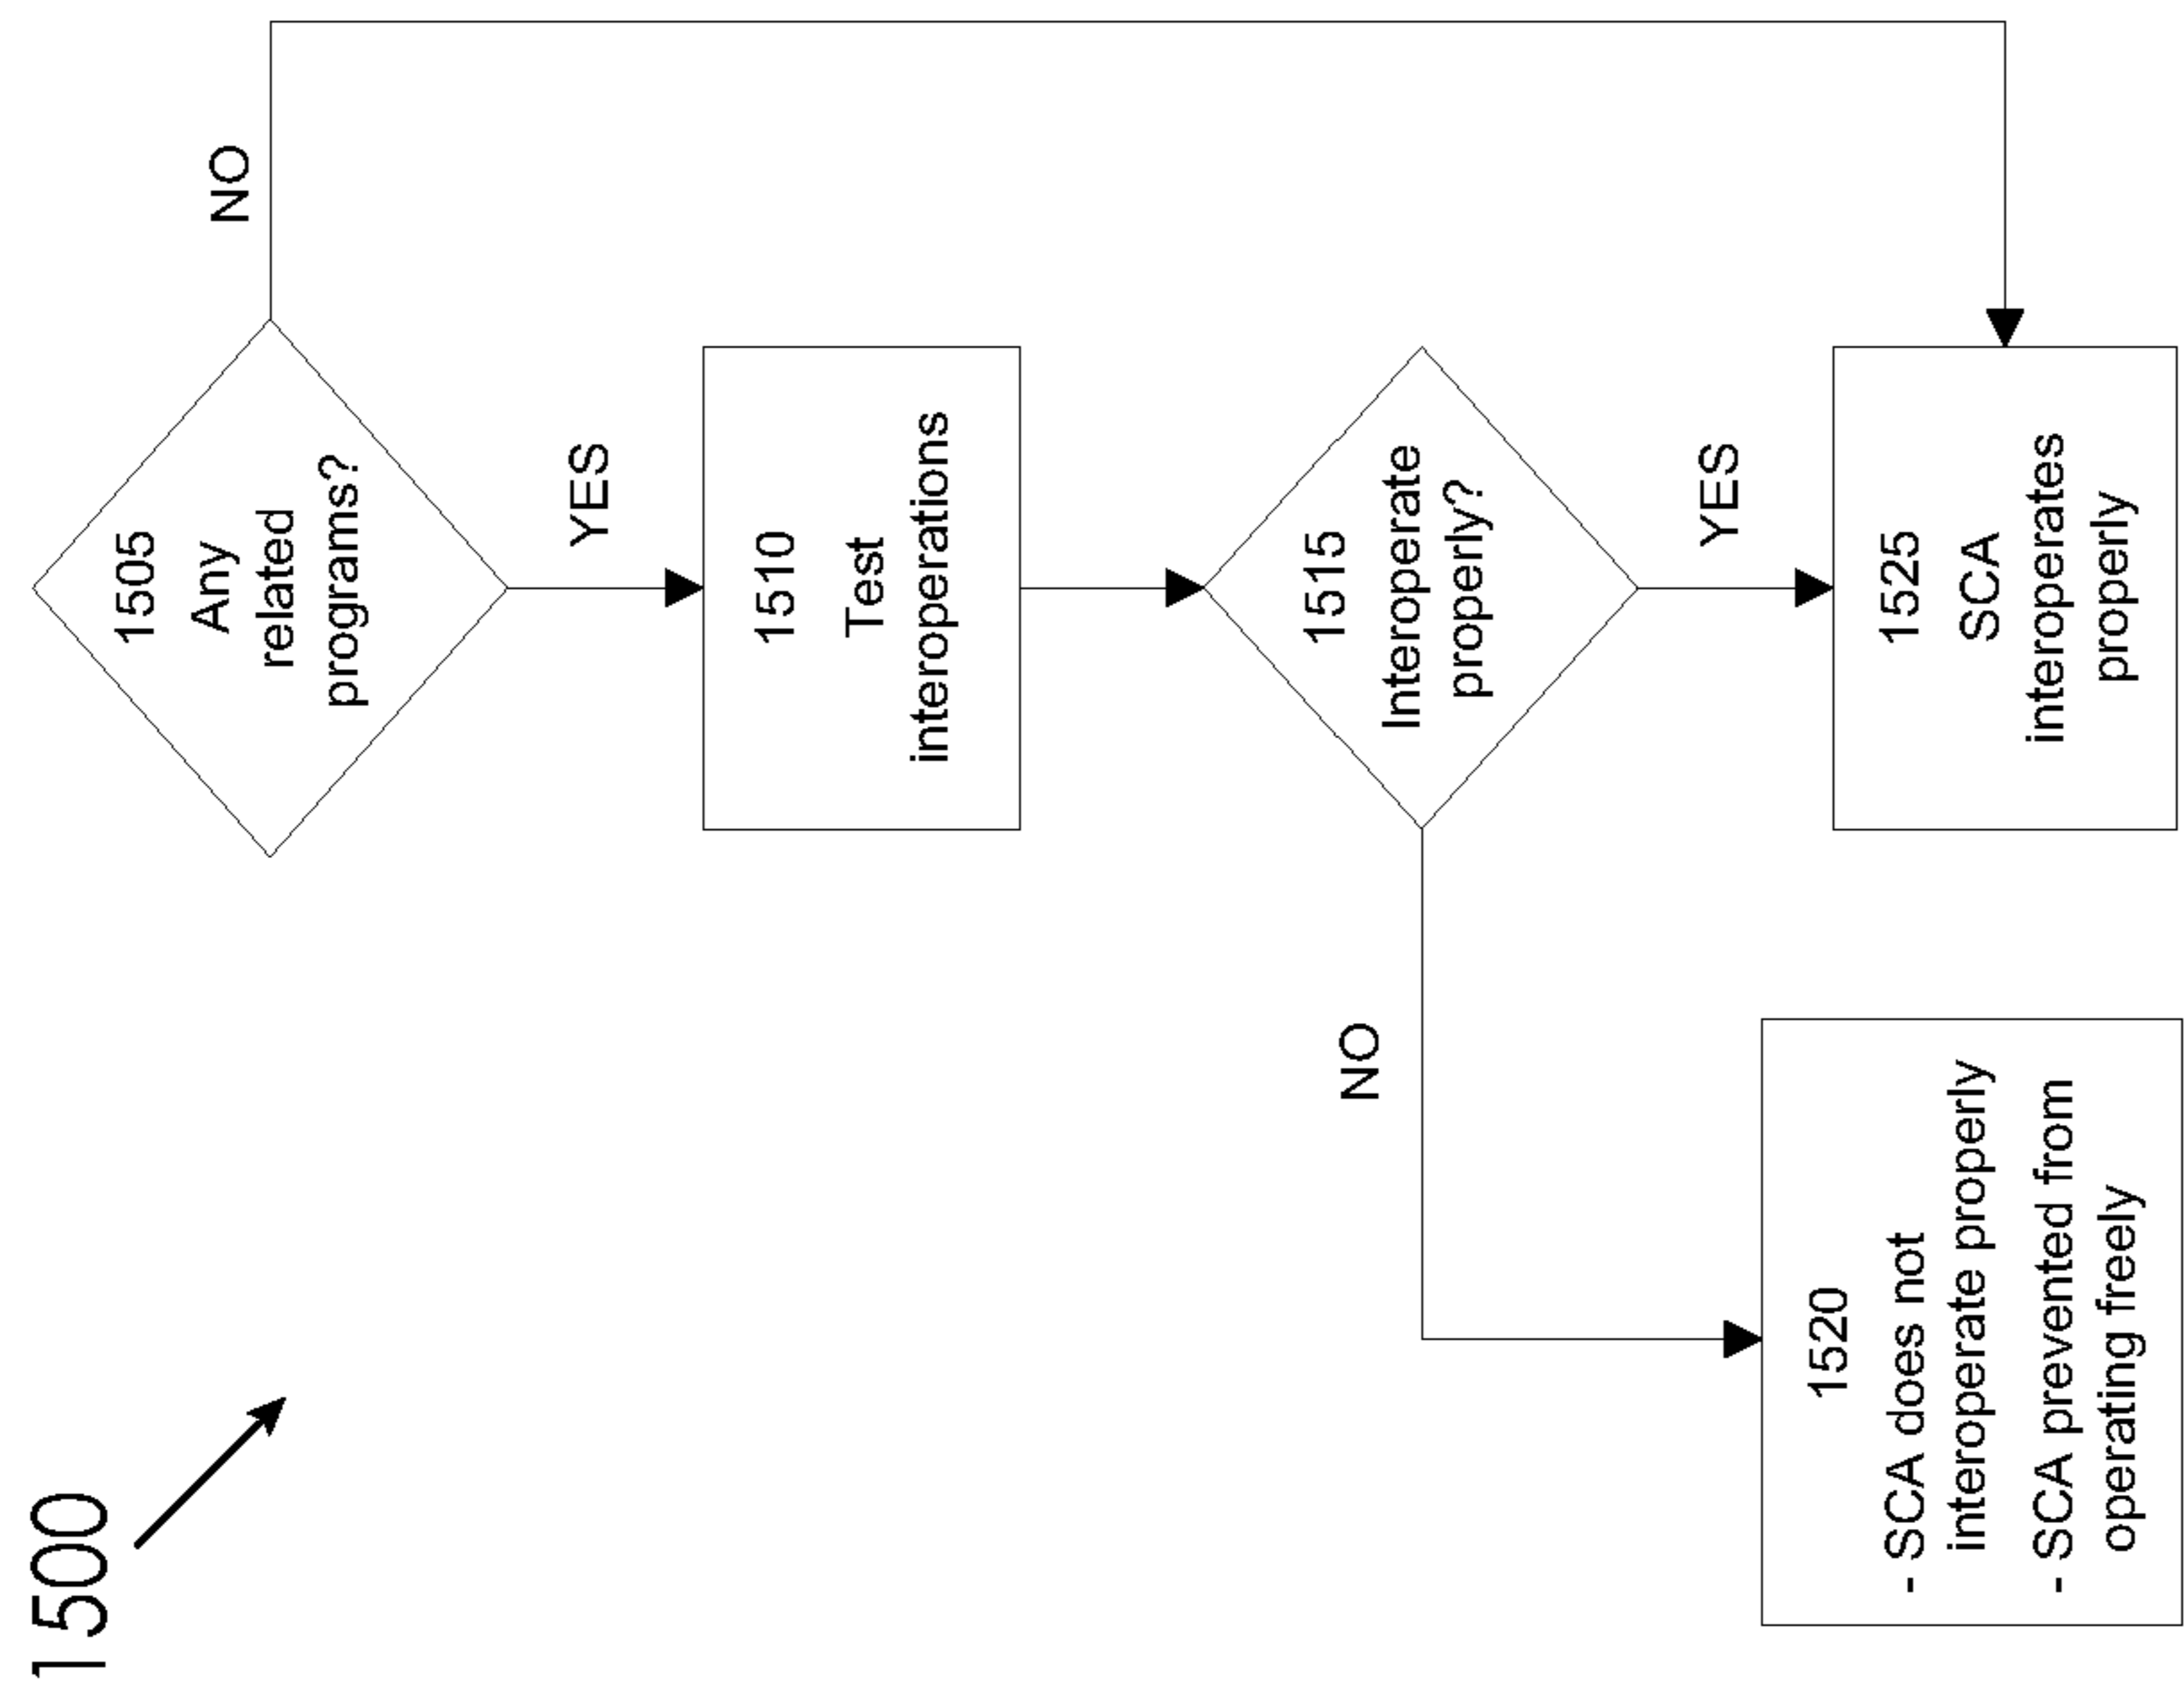 1500
1505
Any
related
programs?
NO
YES
1510
Test
interoperations
1515
Interoperate
properly?
NO
YES
1520
- SCA does not
interoperate properly
- SCA prevented from
operating freely
1525
SCA
interoperates
properly